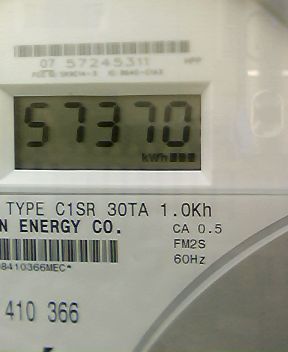 07 57245311 HPP
57370
kWh
TYPE C1SR 30TA 1.0Kh
N ENERGY CO.
CA 0.5
FM2S
60Hz
8410366MEC*
410 366